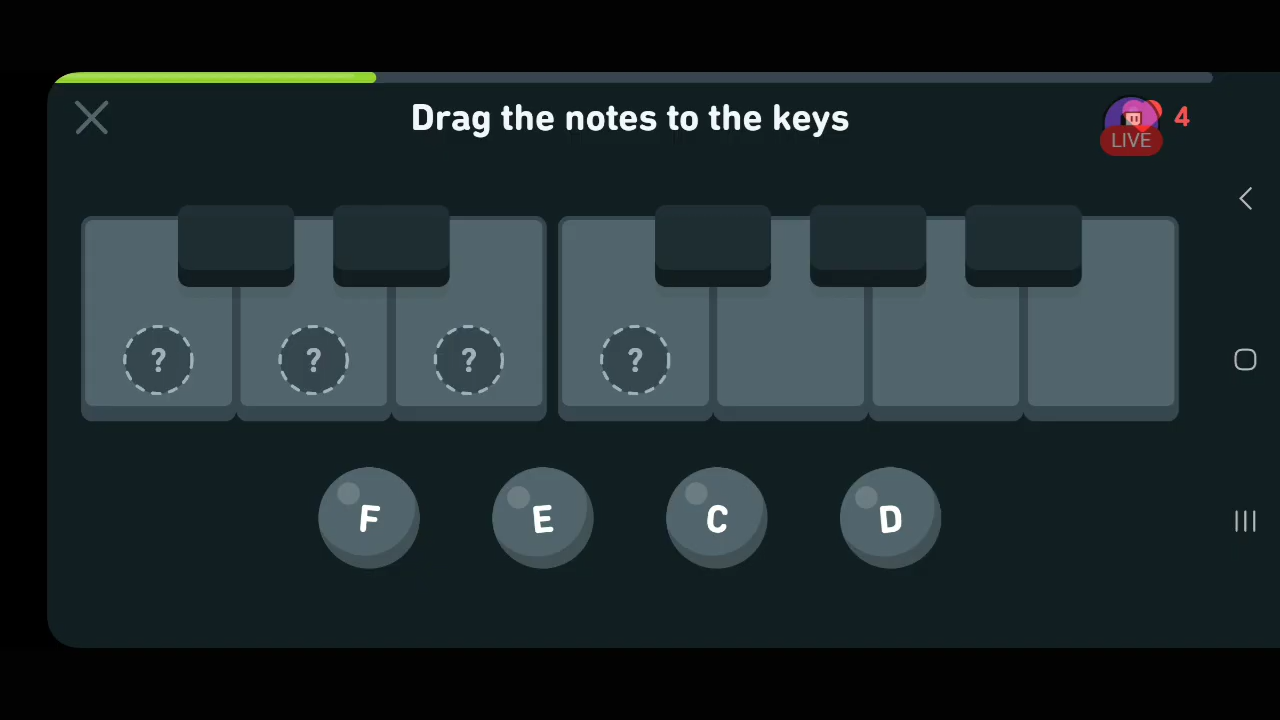 Drag the notes to the keys
4
LIVE
? ? ? ?
F E C D